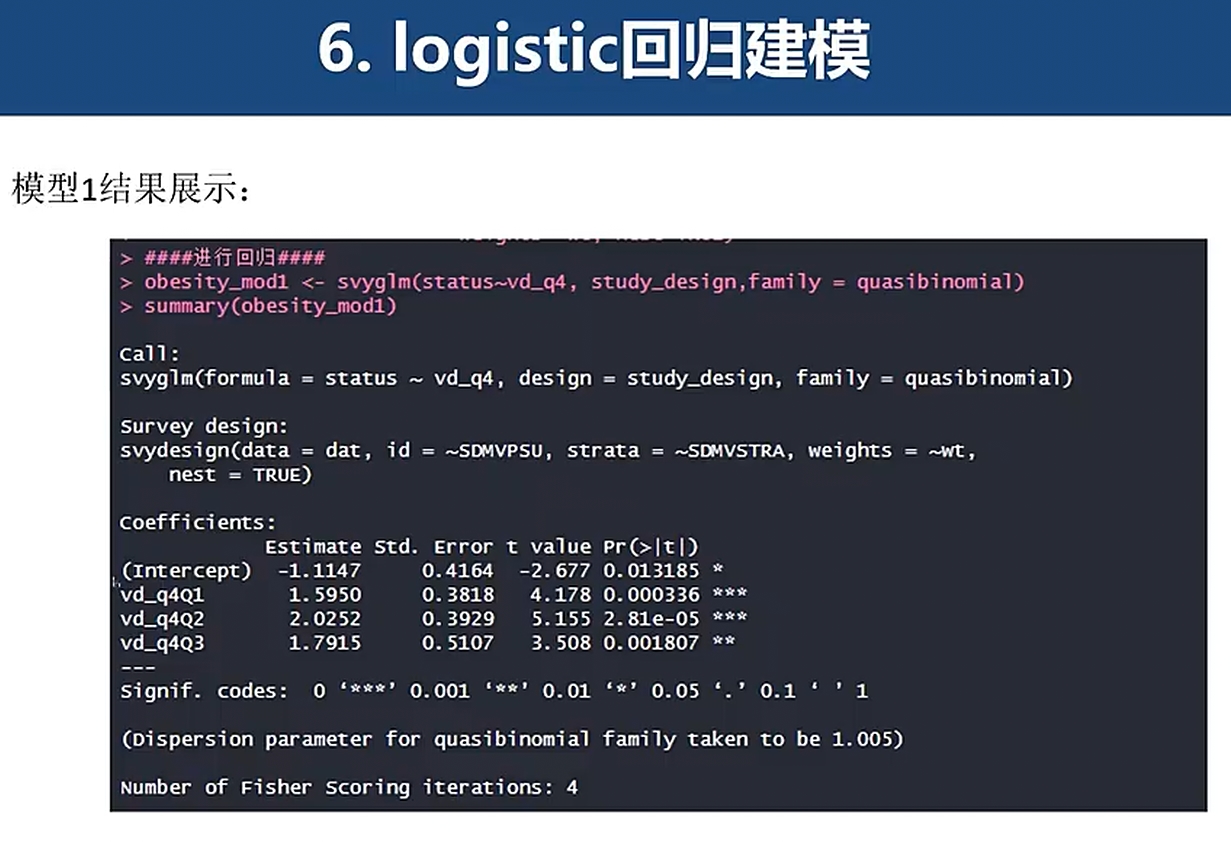 6. logistic回归建模
模型1结果展示：
> ####进行回归####
> obesity_mod1 <- svyglm(status~vd_q4, study_design,family = quasibinomial)
> summary(obesity_mod1)
Call:
svyglm(formula = status ~ vd_q4, design = study_design, family = quasibinomial)
Survey design:
svydesign(data = dat, id = ~SDMVPSU, strata = ~SDMVSTRA, weights = ~wt,
nest = TRUE)
Coefficients:
Estimate Std. Error t value Pr(>|t|)
(Intercept) -1.1147 0.4164 -2.677 0.013185 *
vd_q4Q1 1.5950 0.3818 4.178 0.000336 ***
vd_q4Q2 2.0252 0.3929 5.155 2.81e-05 ***
vd_q4Q3 1.7915 0.5107 3.508 0.001807 **
---
Signif. codes: 0 ‘***’ 0.001 ‘**’ 0.01 ‘*’ 0.05 ‘.’ 0.1 ‘ ’ 1
(Dispersion parameter for quasibinomial family taken to be 1.005)
Number of Fisher Scoring iterations: 4